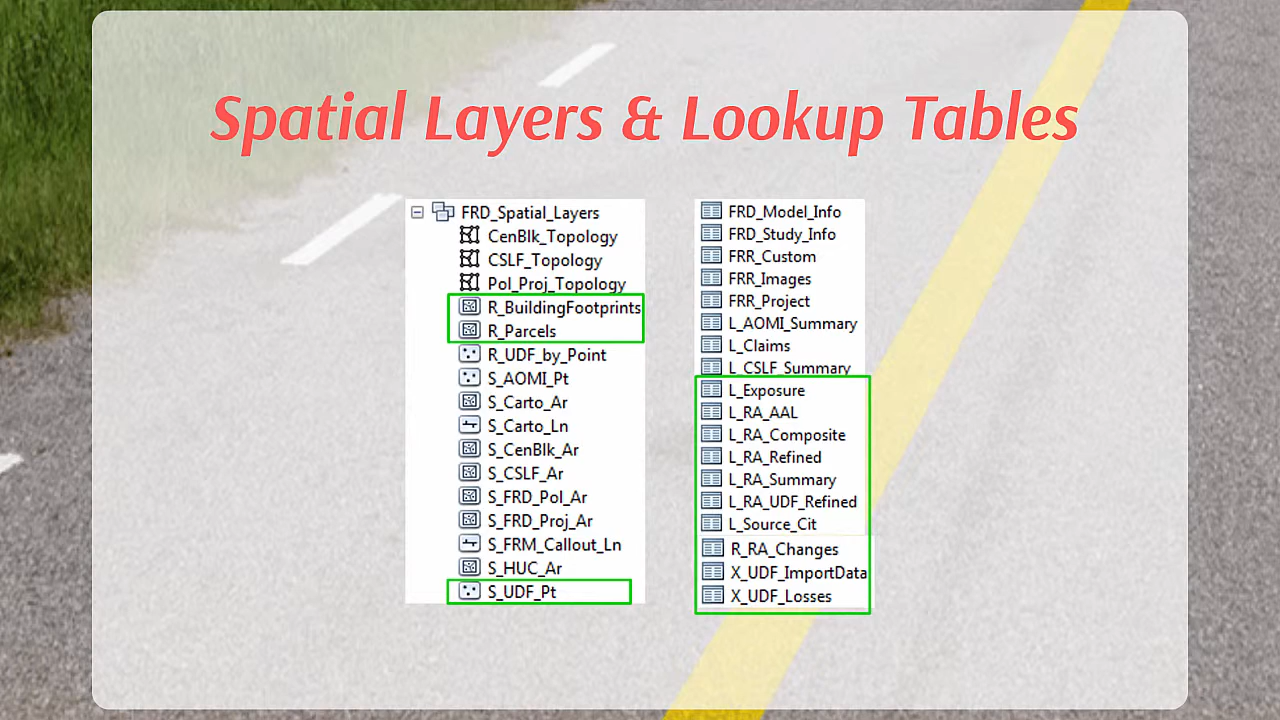 Spatial Layers & Lookup Tables
FRD_Spatial_Layers
CenBlk_Topology
CSLF_Topology
Pol_Proj_Topology
R_BuildingFootprints
R_Parcels
R_UDF_by_Point
S_AOMI_Pt
S_Carto_Ar
S_Carto_Ln
S_CenBlk_Ar
S_CSLF_Ar
S_FRD_Pol_Ar
S_FRD_Proj_Ar
S_FRM_Callout_Ln
S_HUC_Ar
S_UDF_Pt
FRD_Model_Info
FRD_Study_Info
FRR_Custom
FRR_Images
FRR_Project
L_AOMI_Summary
L_Claims
L_CSLF_Summary
L_Exposure
L_RA_AAL
L_RA_Composite
L_RA_Refined
L_RA_Summary
L_RA_UDF_Refined
L_Source_Cit
R_RA_Changes
X_UDF_ImportData
X_UDF_Losses